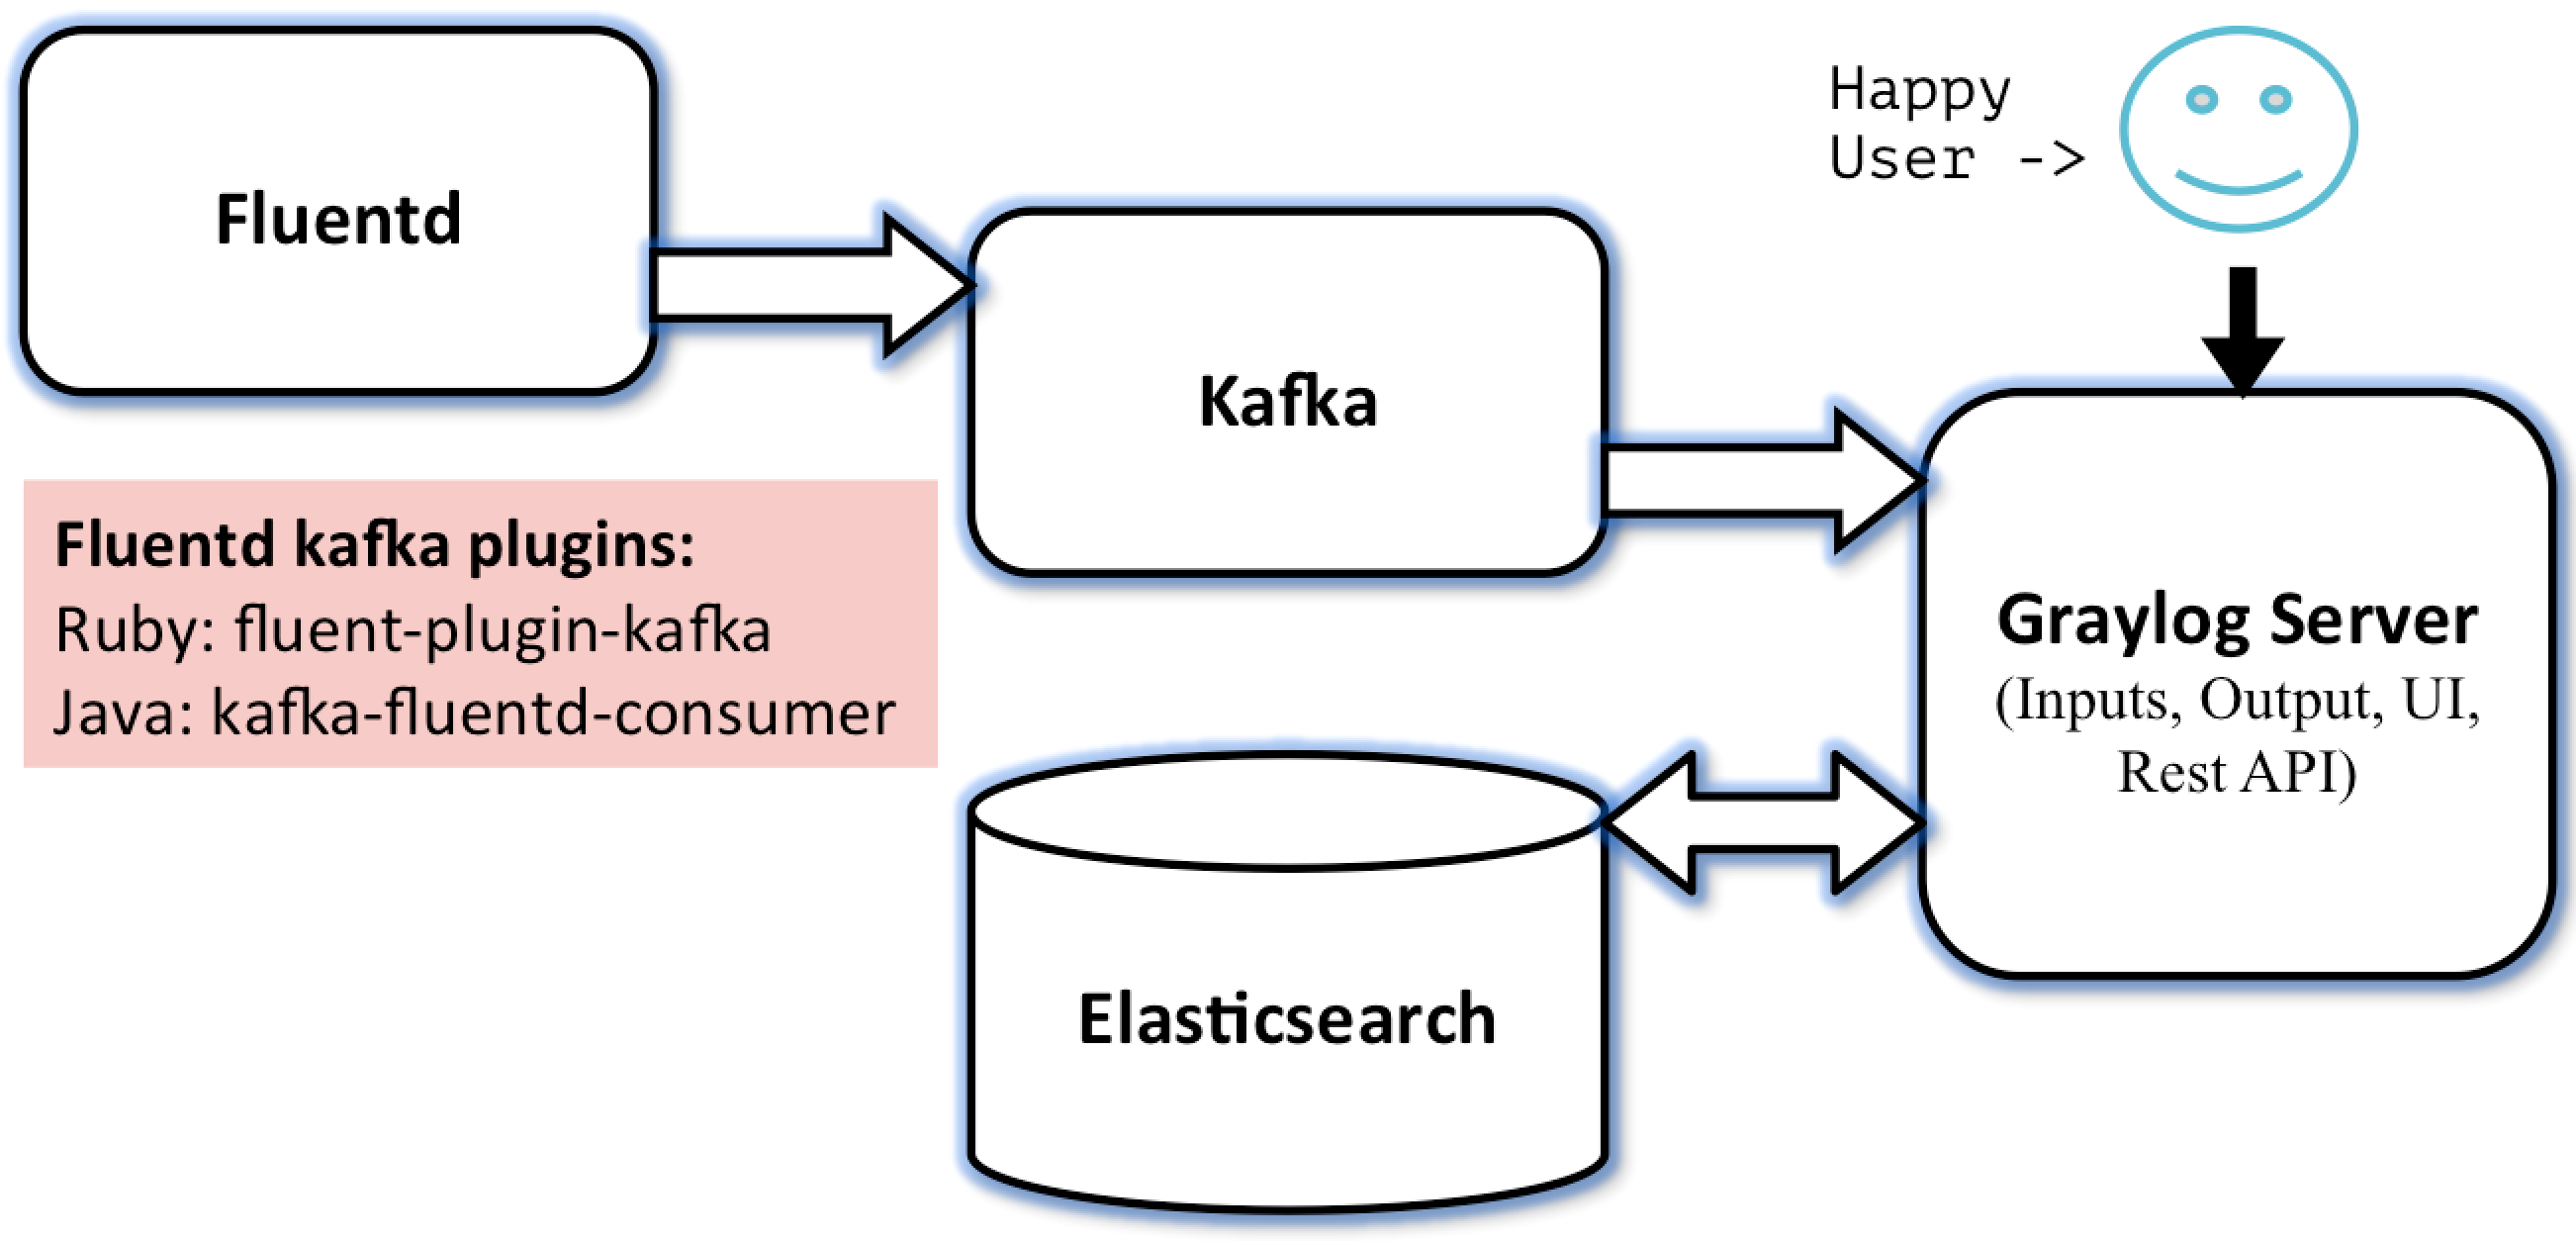 Fluentd
Happy
User ->
Kafka
Fluentd kafka plugins:
Ruby: fluent-plugin-kafka
Java: kafka-fluentd-consumer
Graylog Server
(Inputs, Output, UI,
Rest API)
Elasticsearch